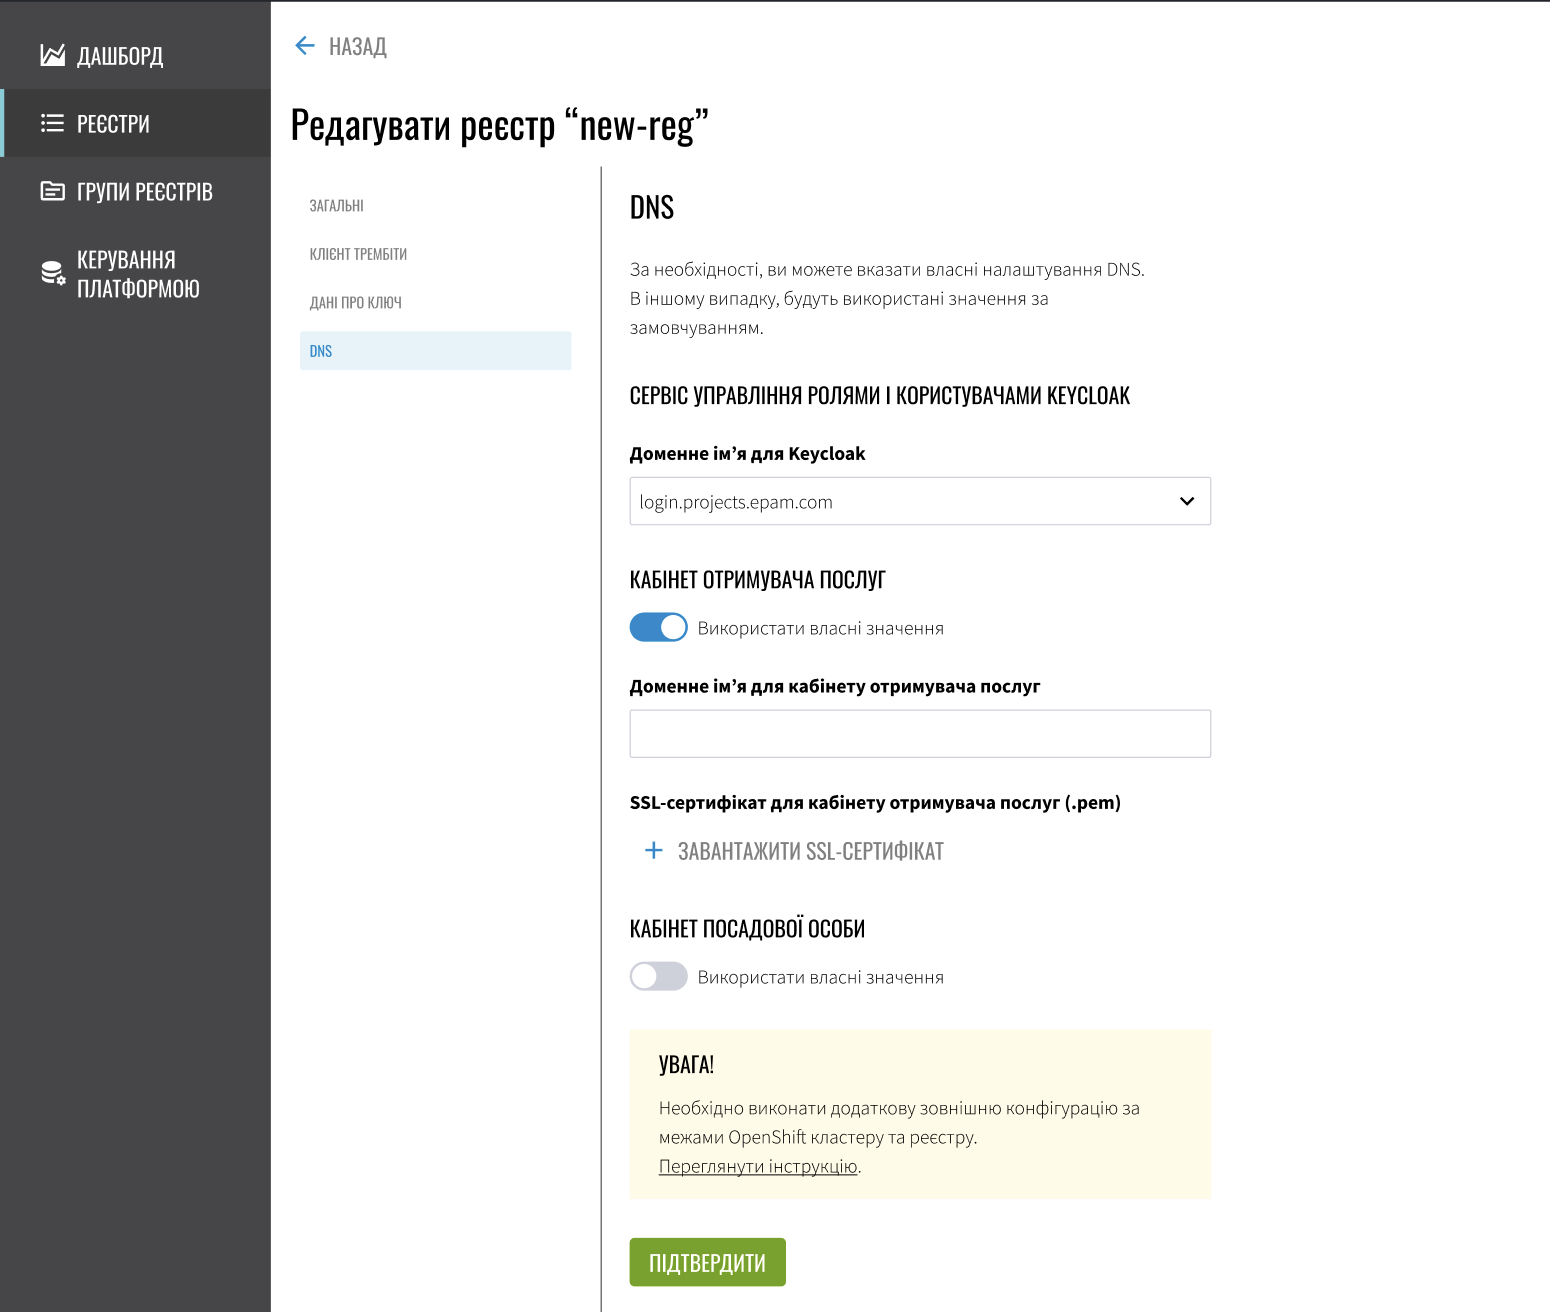 ДАШБОРД
РЕЄСТРИ
ГРУПИ РЕЄСТРІВ
КЕРУВАННЯ
ПЛАТФОРМОЮ
НАЗАД
Редагувати реєстр “new-reg”
ЗАГАЛЬНІ
КЛІЄНТ ТРЕМБІТИ
ДАНІ ПРО КЛЮЧ
DNS
DNS
За необхідності, ви можете вказати власні налаштування DNS.
В іншому випадку, будуть використані значення за
замовчуванням.
СЕРВІС УПРАВЛІННЯ РОЛЯМИ І КОРИСТУВАЧАМИ KEYCLOAK
Доменне ім’я для Keycloak
login.projects.epam.com
КАБІНЕТ ОТРИМУВАЧА ПОСЛУГ
Використати власні значення
Доменне ім’я для кабінету отримувача послуг
SSL-сертифікат для кабінету отримувача послуг (.pem)
ЗАВАНТАЖИТИ SSL-СЕРТИФІКАТ
КАБІНЕТ ПОСАДОВОЇ ОСОБИ
Використати власні значення
УВАГА!
Необхідно виконати додаткову зовнішню конфігурацію за
межами OpenShift кластеру та реєстру.
Переглянути інструкцію.
ПІДТВЕРДИТИ